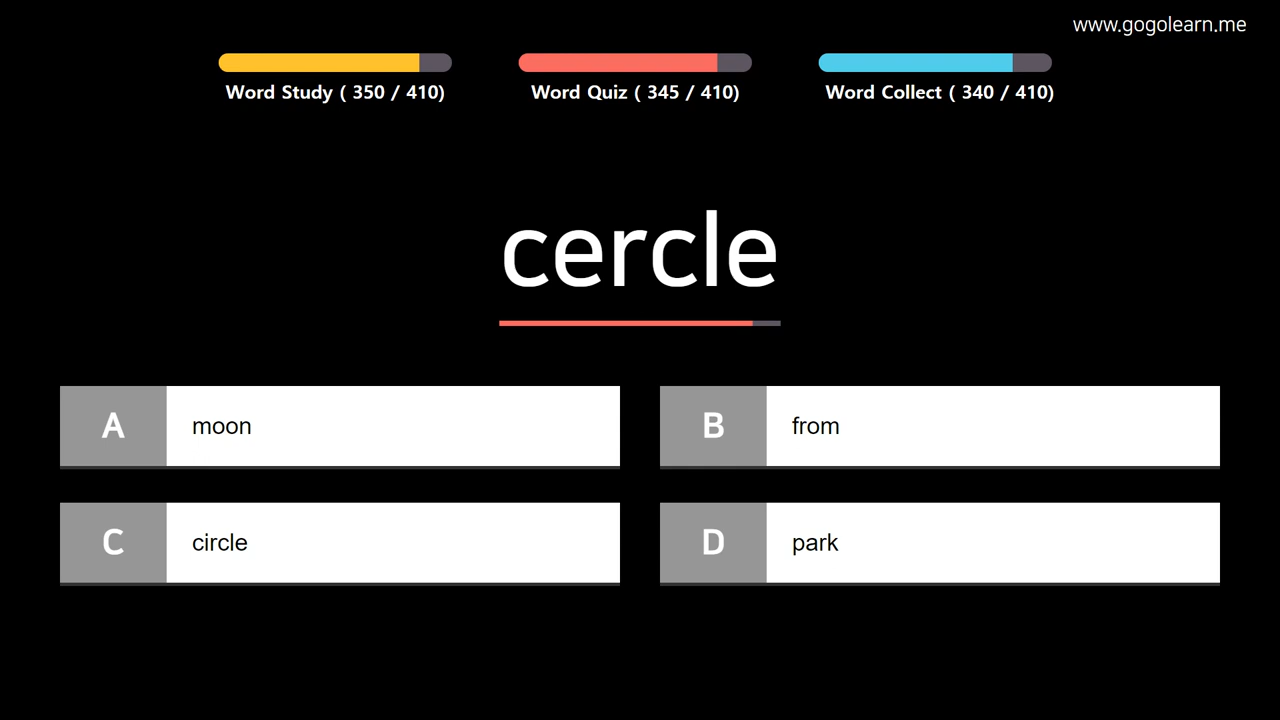 www.gogolearn.me
Word Study ( 350 / 410)
Word Quiz ( 345 / 410)
Word Collect ( 340 / 410)
cercle
A moon
B from
C circle
D park